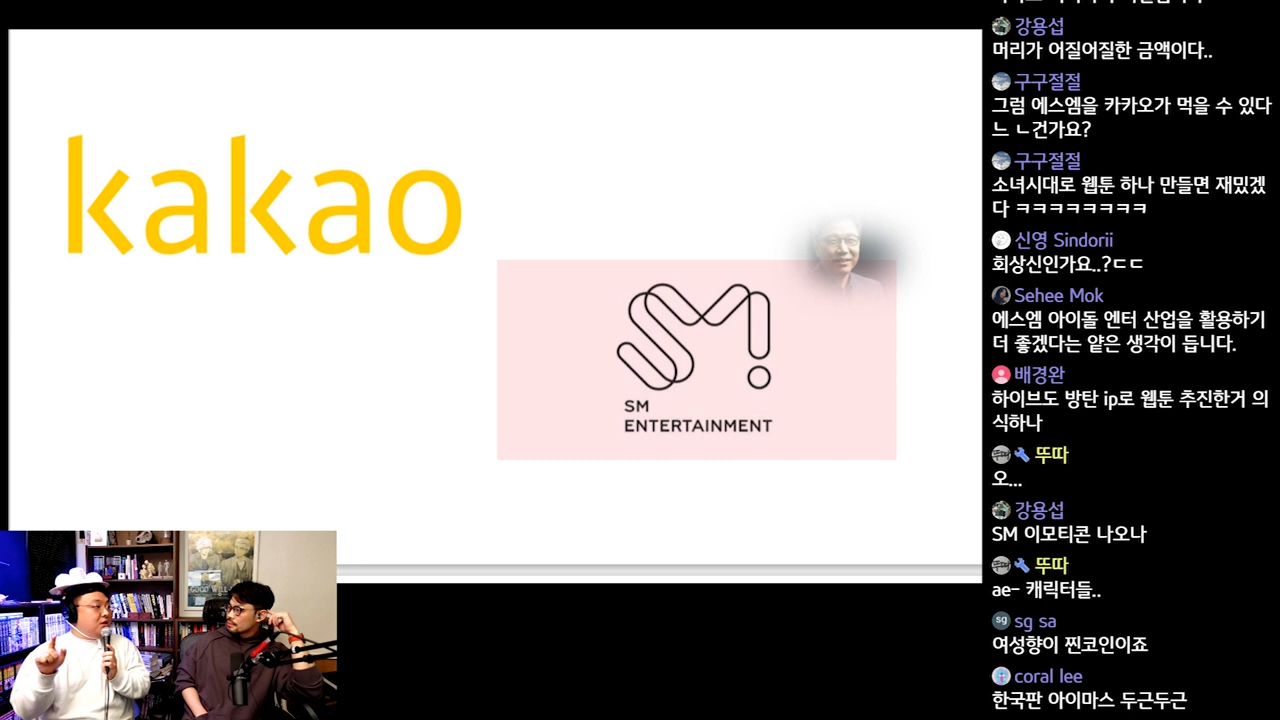 kakao
SM
ENTERTAINMENT
GOOD WILL
강용섭
머리가 어질어질한 금액이다..
구구절절
그럼 에스엠을 카카오가 먹을 수 있다
느 ㄴ건가요?
구구절절
소녀시대로 웹툰 하나 만들면 재밌겠
다 ㅋㅋㅋㅋㅋㅋㅋㅋ
신영 Sindorii
회상신인가요..?ㄷㄷ
Sehee Mok
에스엠 아이돌 엔터 산업을 활용하기
더 좋겠다는 얕은 생각이 듭니다.
배경완
하이브도 방탄 ip로 웹툰 추진한거 의
식하나
뚜따
오...
강용섭
SM 이모티콘 나오나
뚜따
ae- 캐릭터들..
sg sg sa
여성향이 찐코인이죠
coral lee
한국판 아이마스 두근두근